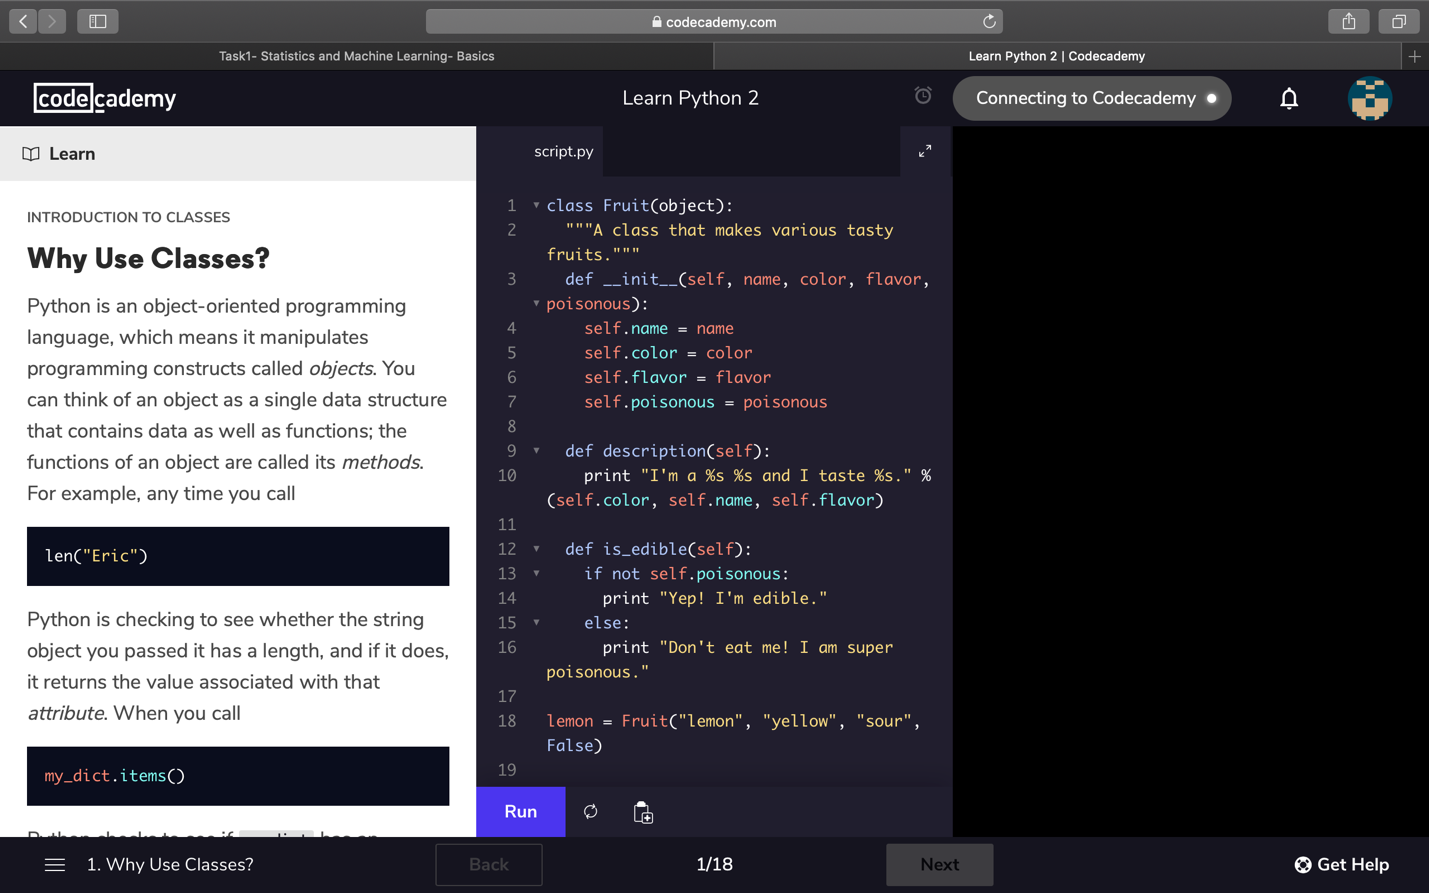 codecademy.com
Task1- Statistics and Machine Learning- Basics
Learn Python 2 | Codecademy
codecademy
Learn Python 2
Connecting to Codecademy
Learn
script.py
INTRODUCTION TO CLASSES
Why Use Classes?
Python is an object-oriented programming
language, which means it manipulates
programming constructs called objects. You
can think of an object as a single data structure
that contains data as well as functions; the
functions of an object are called its methods.
For example, any time you call
len("Eric")
Python is checking to see whether the string
object you passed it has a length, and if it does,
it returns the value associated with that
attribute. When you call
my_dict.items()
1 class Fruit(object):
2 """A class that makes various tasty
fruits."""
3 def __init__(self, name, color, flavor,
poisonous):
4 self.name = name
5 self.color = color
6 self.flavor = flavor
7 self.poisonous = poisonous
8
9 def description(self):
10 print "I'm a %s %s and I taste %s." %
(self.color, self.name, self.flavor)
11
12 def is_edible(self):
13 if not self.poisonous:
14 print "Yep! I'm edible."
15 else:
16 print "Don't eat me! I am super
poisonous."
17
18 lemon = Fruit("lemon", "yellow", "sour",
False)
19
Run
1. Why Use Classes?
Back
1/18
Next
Get Help